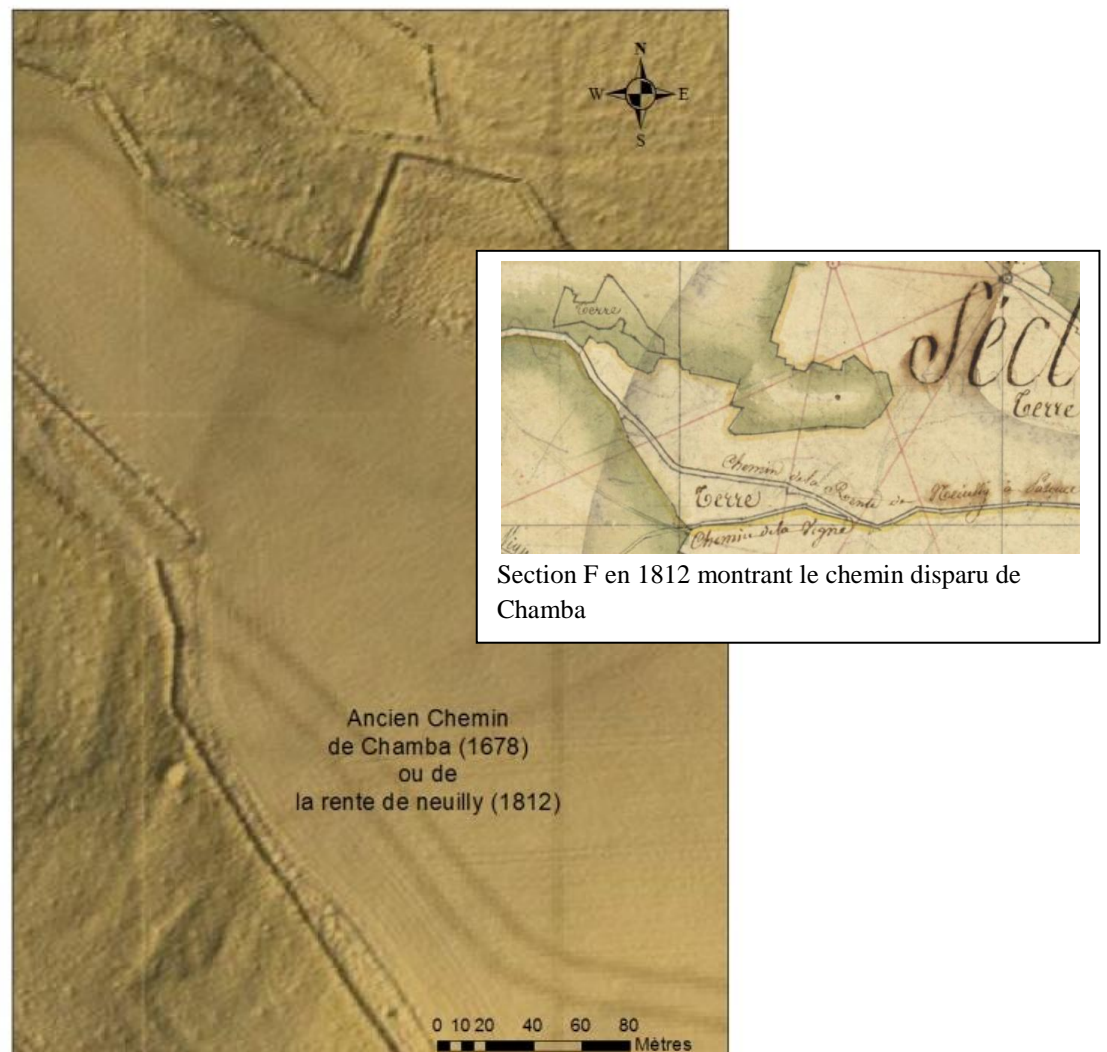 N
W E
S
Terre
Sécl
Terre
Chemin de la Rente de Neuilly à
Terre
Chemin de la Vigne
Section F en 1812 montrant le chemin disparu de
Chamba
Ancien Chemin
de Chamba (1678)
ou de
la rente de neuilly (1812)
0 10 20 40 60 80
Mètres